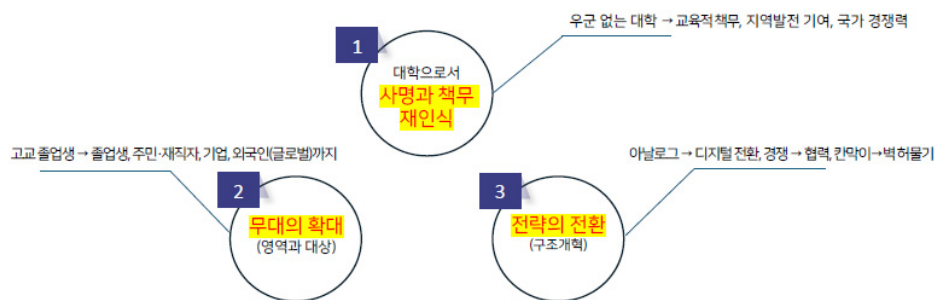 우군 없는 대학 → 교육적책무, 지역발전 기여, 국가 경쟁력
1
대학으로서
사명과 책무
재인식
고교 졸업생 → 졸업생, 주민·재직자, 기업, 외국인(글로벌)까지
2
무대의 확대
(영역과 대상)
아날로그 → 디지털 전환, 경쟁 → 협력, 칸막이→벽 허물기
3
전략의 전환
(구조개혁)